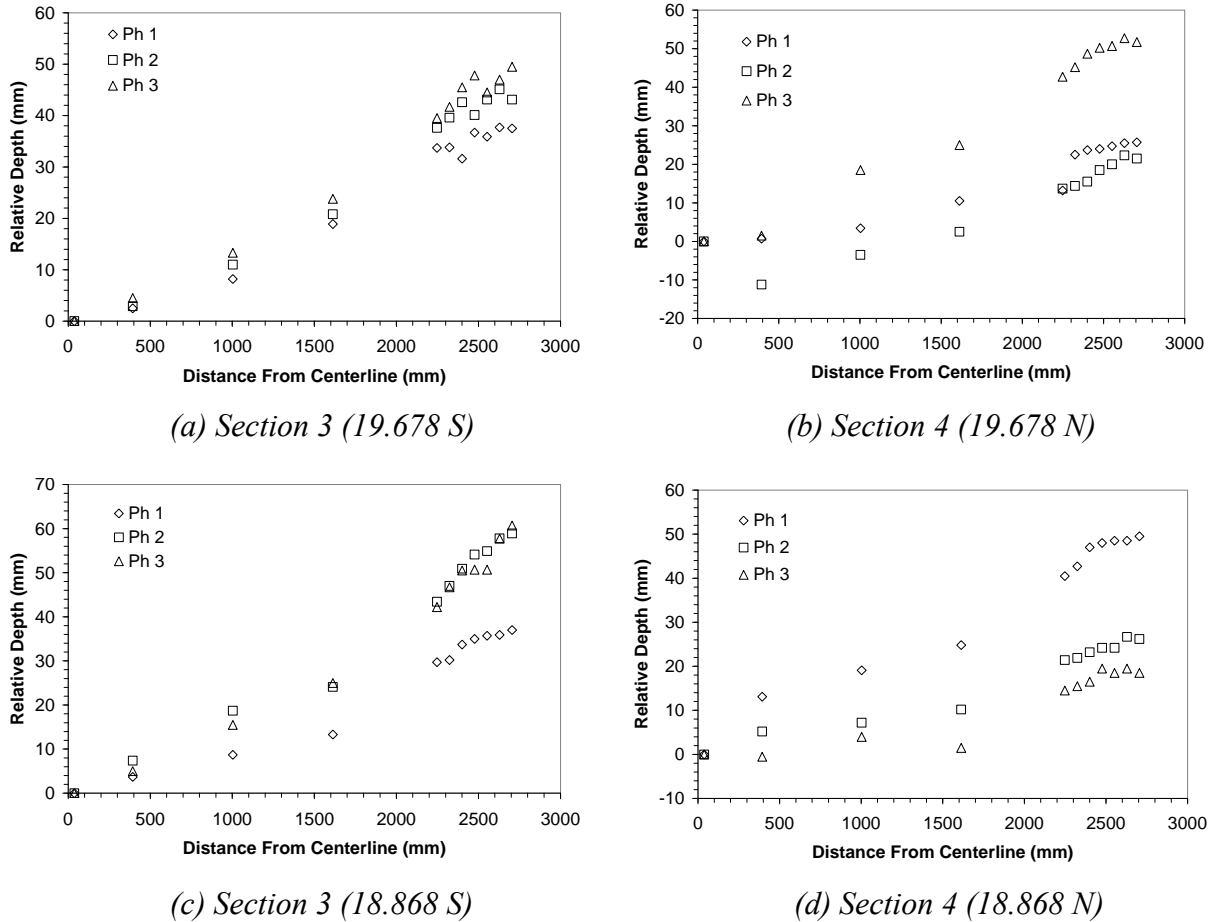 60
50
40
30
20
10
0
Relative Depth (mm)
Ph 1
Ph 2
Ph 3
0 500 1000 1500 2000 2500 3000
Distance From Centerline (mm)
(a) Section 3 (19.678 S)
60
50
40
30
20
10
0
-10
-20
Relative Depth (mm)
Ph 1
Ph 2
Ph 3
0 500 1000 1500 2000 2500 3000
Distance From Centerline (mm)
(b) Section 4 (19.678 N)
70
60
50
40
30
20
10
0
Relative Depth (mm)
Ph 1
Ph 2
Ph 3
0 500 1000 1500 2000 2500 3000
Distance From Centerline (mm)
(c) Section 3 (18.868 S)
60
50
40
30
20
10
0
-10
Relative Depth (mm)
Ph 1
Ph 2
Ph 3
0 500 1000 1500 2000 2500 3000
Distance From Centerline (mm)
(d) Section 4 (18.868 N)